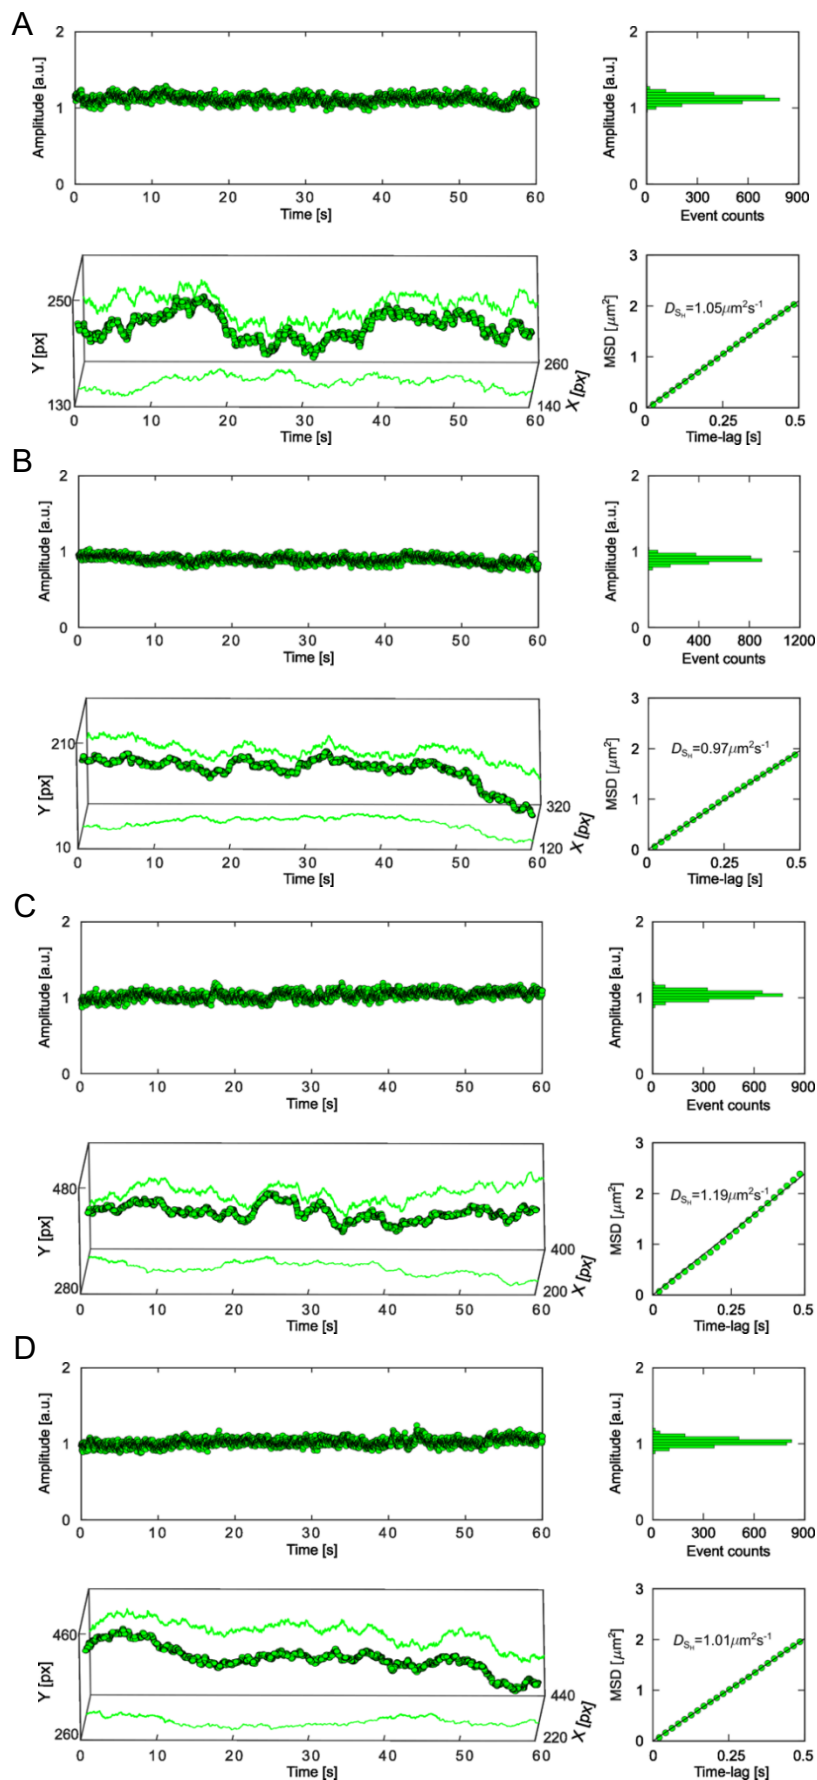 A
Amplitude [a.u.]
2
1
0
0 10 20 30 40 50 60
Time [s]
Amplitude [a.u.]
2
1
0
0 300 600 900
Event counts
Y [px]
250
130
0 10 20 30 40 50 60
Time [s]
260
140
X [px]
MSD [μm²]
3
2
1
0
D_{S_H}=1.05μm²s⁻¹
0 0.25 0.5
Time-lag [s]
B
Amplitude [a.u.]
2
1
0
0 10 20 30 40 50 60
Time [s]
Amplitude [a.u.]
2
1
0
0 400 800 1200
Event counts
Y [px]
210
10
0 10 20 30 40 50 60
Time [s]
320
120
X [px]
MSD [μm²]
3
2
1
0
D_{S_H}=0.97μm²s⁻¹
0 0.25 0.5
Time-lag [s]
C
Amplitude [a.u.]
2
1
0
0 10 20 30 40 50 60
Time [s]
Amplitude [a.u.]
2
1
0
0 300 600 900
Event counts
Y [px]
480
280
0 10 20 30 40 50 60
Time [s]
400
200
X [px]
MSD [μm²]
3
2
1
0
D_{S_H}=1.19μm²s⁻¹
0 0.25 0.5
Time-lag [s]
D
Amplitude [a.u.]
2
1
0
0 10 20 30 40 50 60
Time [s]
Amplitude [a.u.]
2
1
0
0 300 600 900
Event counts
Y [px]
460
260
0 10 20 30 40 50 60
Time [s]
440
220
X [px]
MSD [μm²]
3
2
1
0
D_{S_H}=1.01μm²s⁻¹
0 0.25 0.5
Time-lag [s]